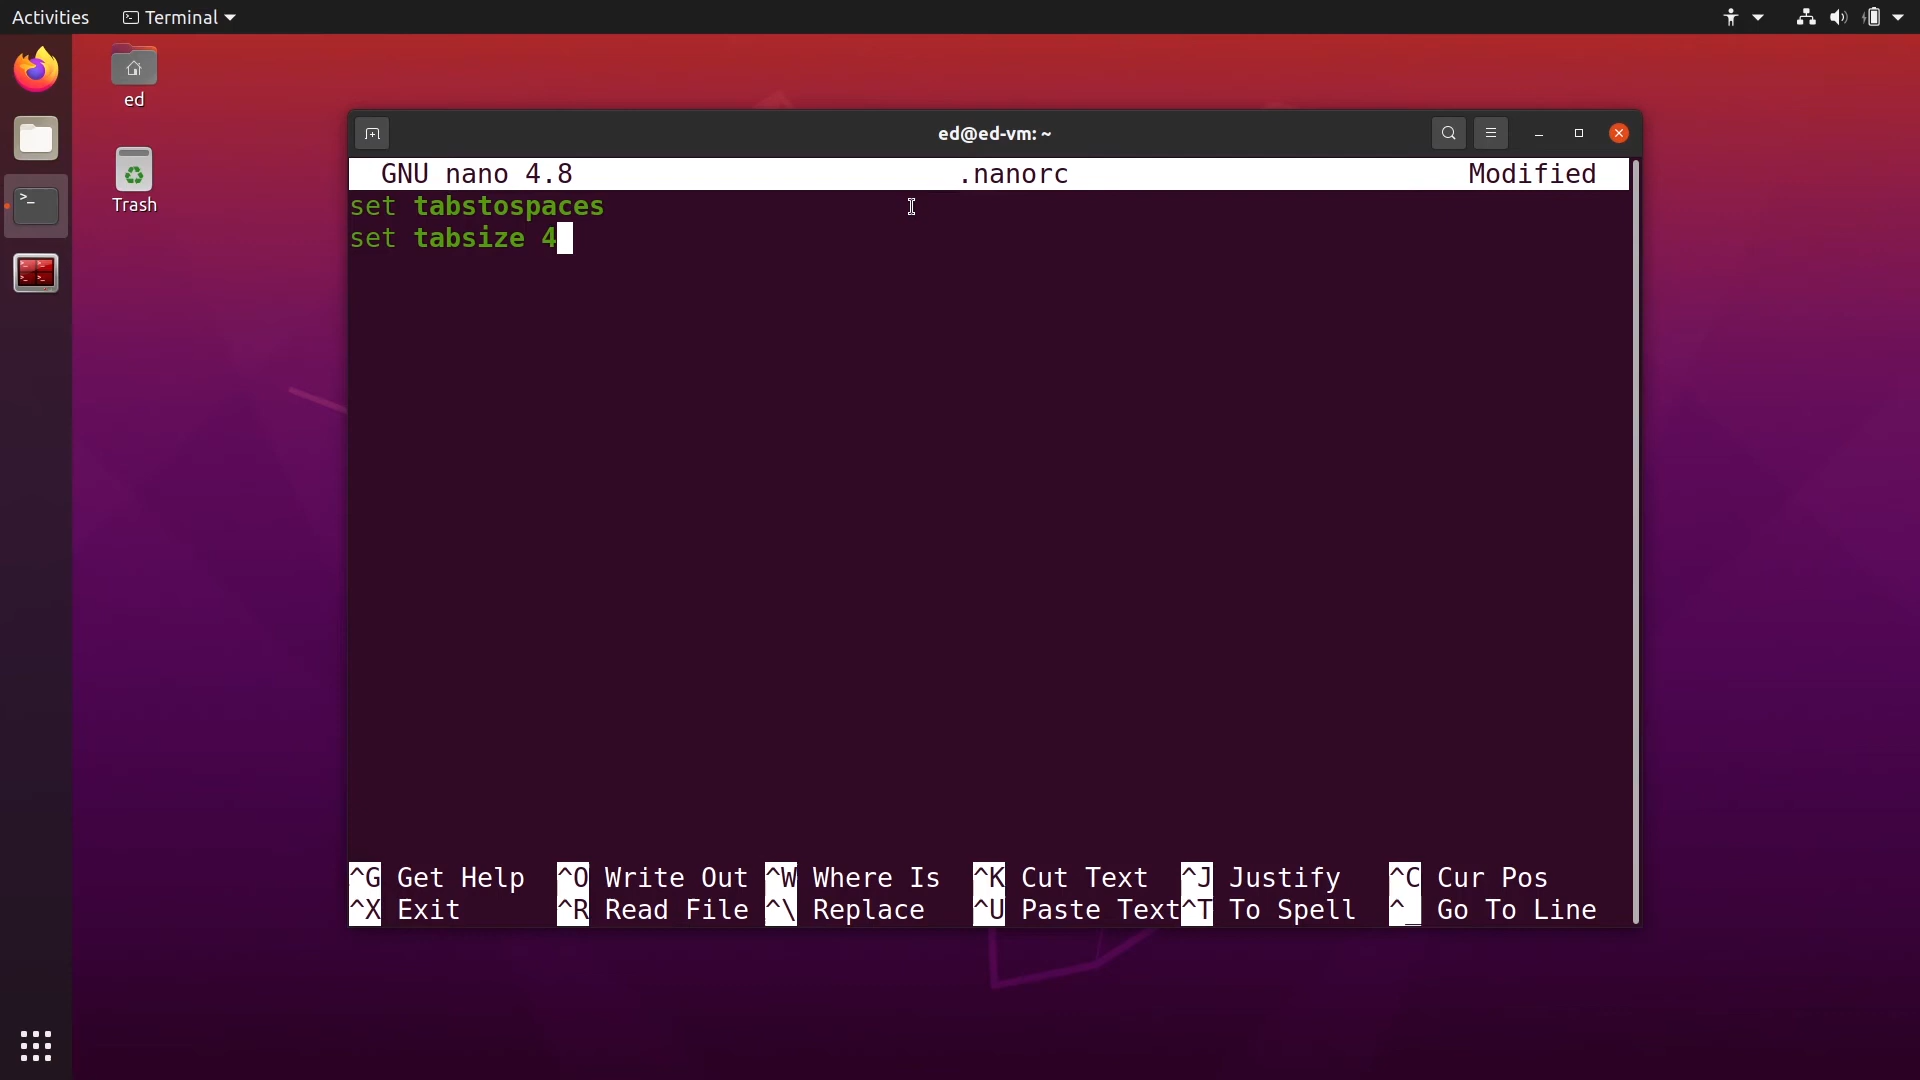 Activities Terminal
ed
Trash
ed@ed-vm: ~
GNU nano 4.8 .nanorc Modified
set tabstospaces
set tabsize 4
^G Get Help ^O Write Out ^W Where Is ^K Cut Text ^J Justify ^C Cur Pos
^X Exit ^R Read File ^\ Replace ^U Paste Text ^T To Spell ^_ Go To Line